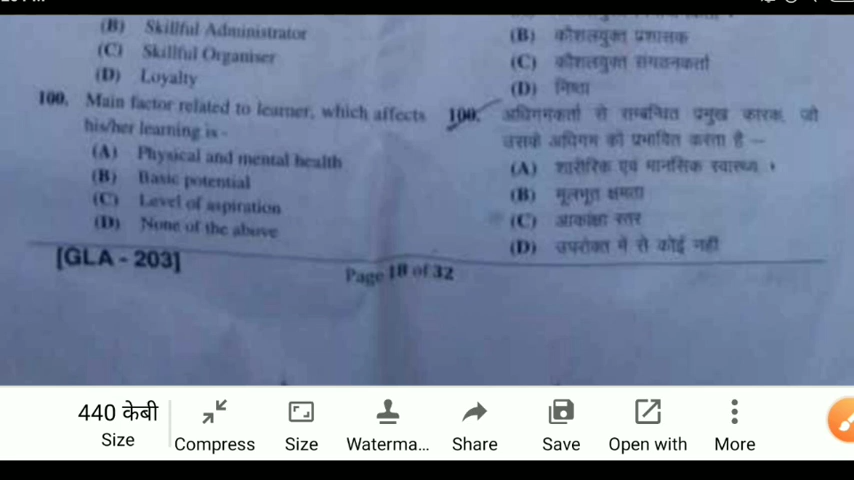 (B) Skillful Administrator
(C) Skillful Organiser
(D) Loyalty
100. Main factor related to learner, which affects
his/her learning is -
(A) Physical and mental health
(B) Basic potential
(C) Level of aspiration
(D) None of the above
[GLA - 203]
(B) कौशलयुक्त प्रशासक
(C) कौशलयुक्त संगठनकर्ता
(D) निष्ठा
100. अधिगमकर्ता से सम्बन्धित प्रमुख कारक, जो
उसके अधिगम को प्रभावित करता है –
(A) शारीरिक एवं मानसिक स्वास्थ्य
(B) मूलभूत क्षमता
(C) आकांक्षा स्तर
(D) उपरोक्त में से कोई नहीं
Page 18 of 32
440 केबी
Size
Compress
Size
Waterma...
Share
Save
Open with
More